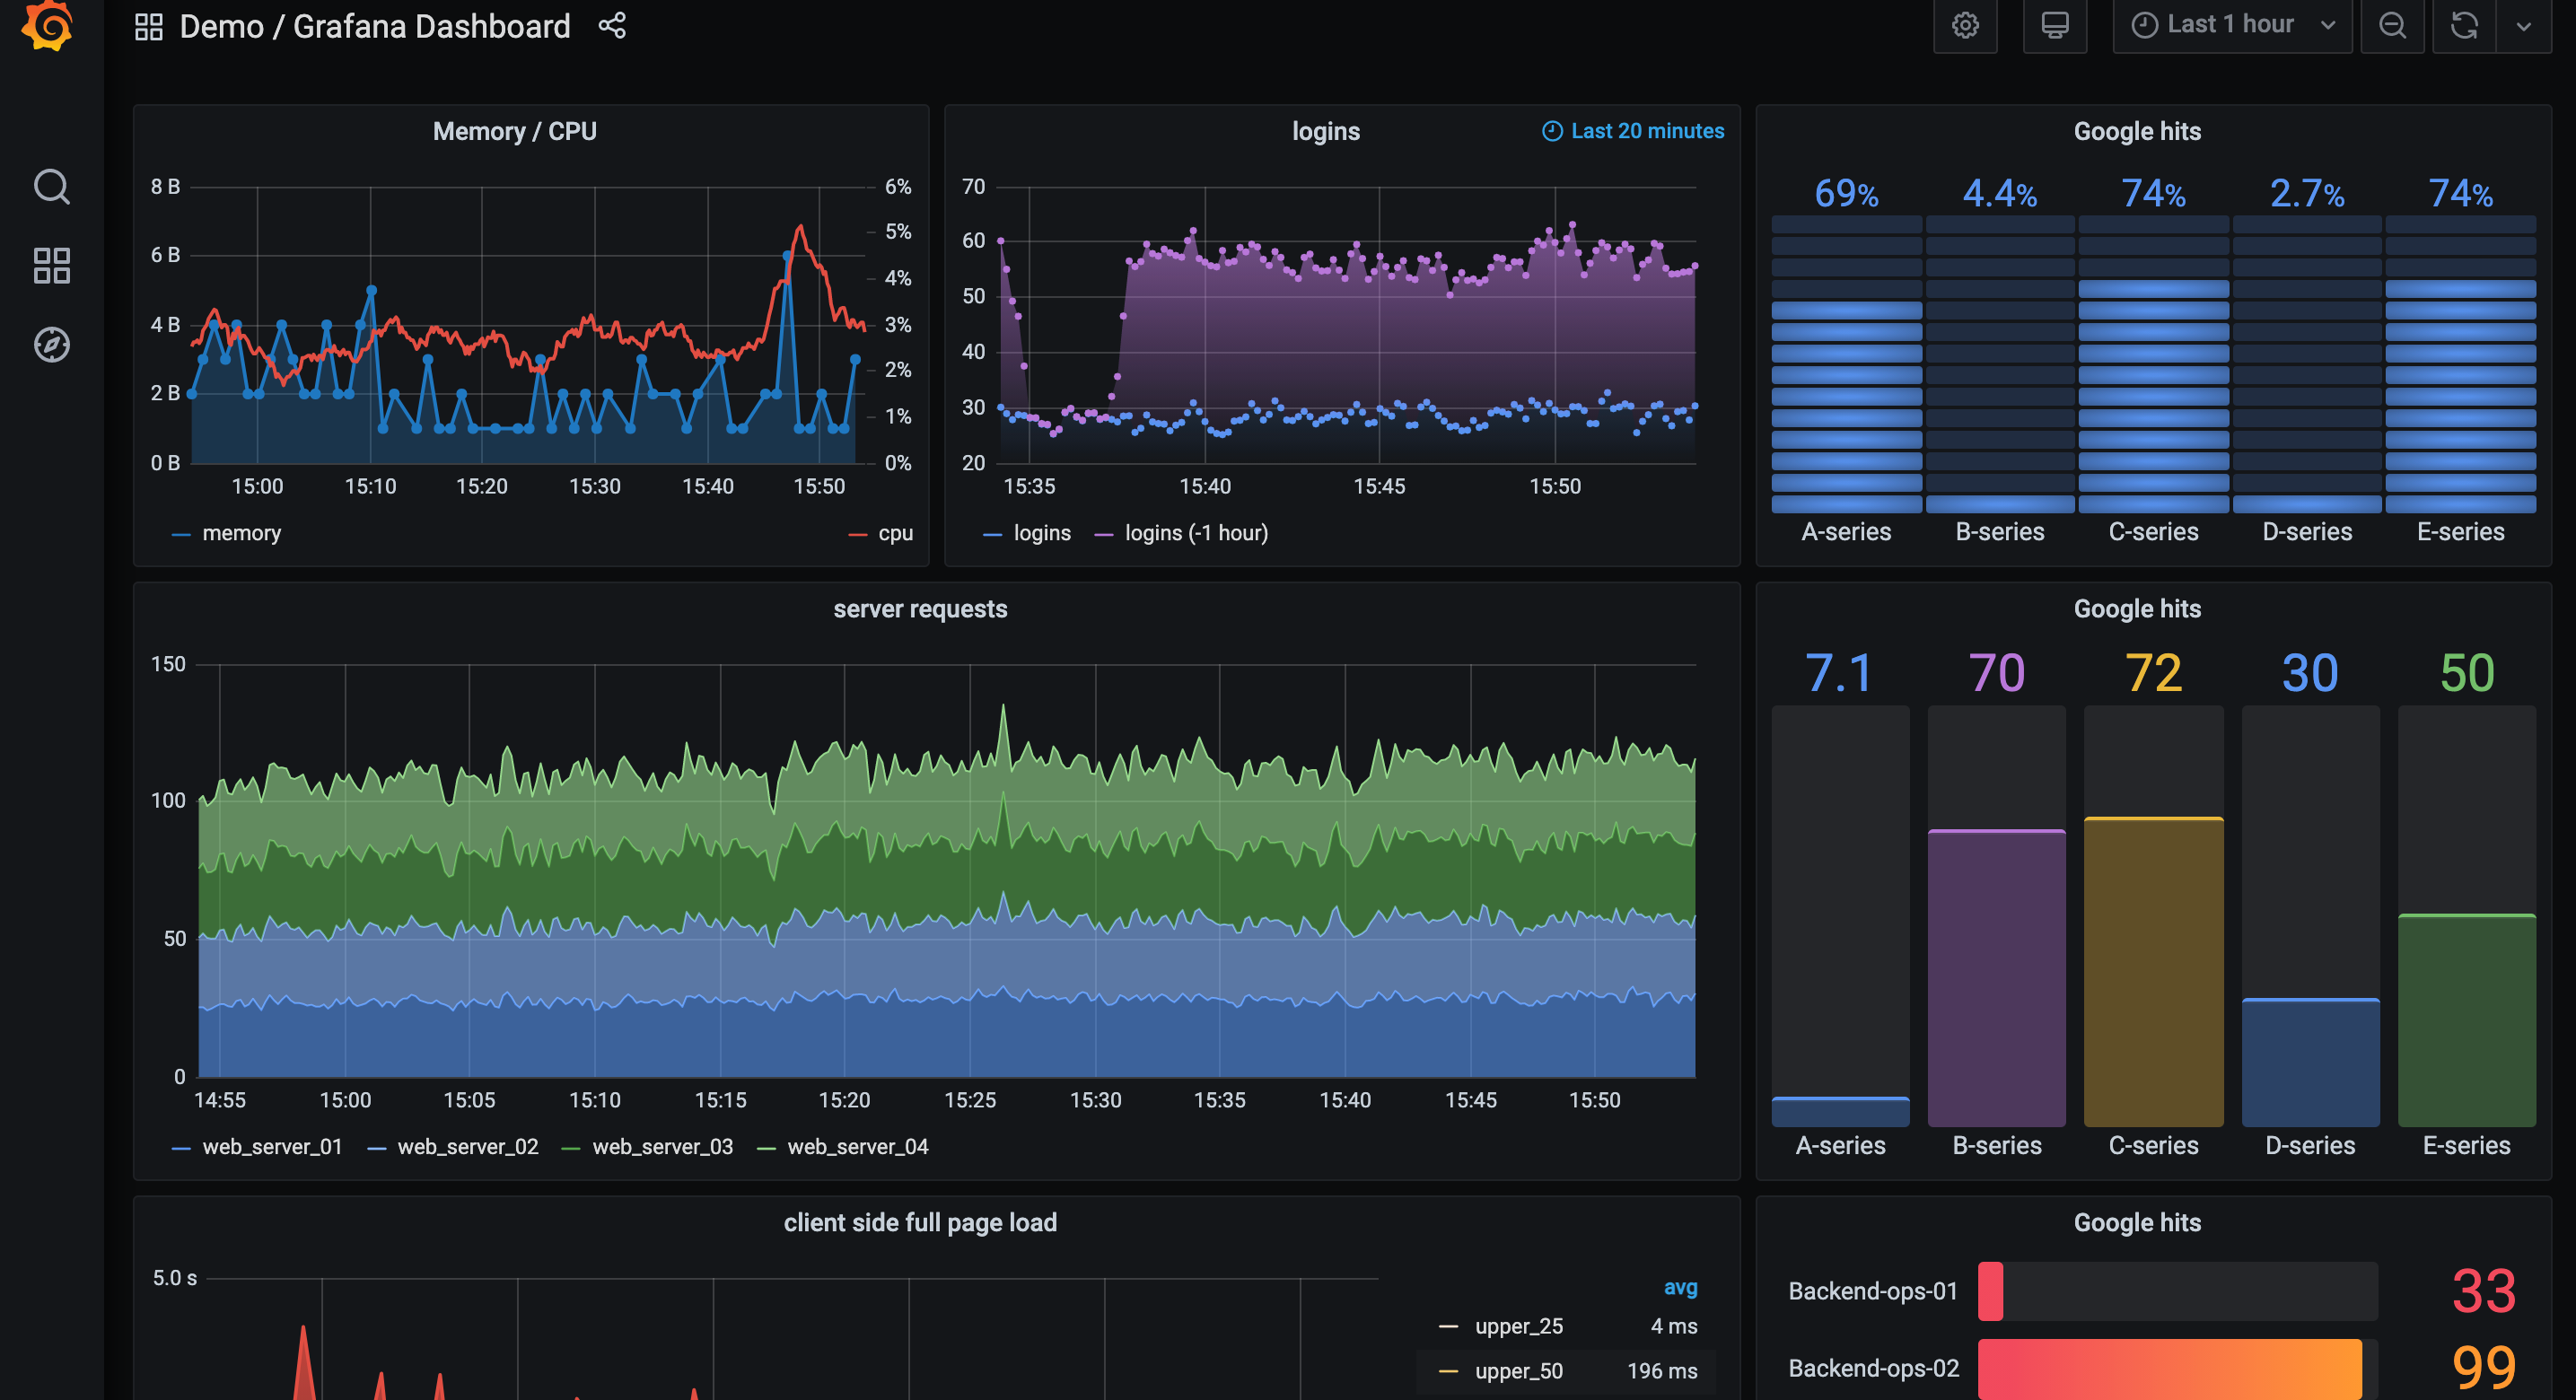 Demo / Grafana Dashboard
Last 1 hour
Memory / CPU
8 B
6 B
4 B
2 B
0 B
6%
5%
4%
3%
2%
1%
0%
15:00 15:10 15:20 15:30 15:40 15:50
memory cpu
logins
Last 20 minutes
70
60
50
40
30
20
15:35 15:40 15:45 15:50
logins logins (-1 hour)
Google hits
69% 4.4% 74% 2.7% 74%
A-series B-series C-series D-series E-series
server requests
150
100
50
0
14:55 15:00 15:05 15:10 15:15 15:20 15:25 15:30 15:35 15:40 15:45 15:50
web_server_01 web_server_02 web_server_03 web_server_04
Google hits
7.1 70 72 30 50
A-series B-series C-series D-series E-series
client side full page load
5.0 s
avg
upper_25 4 ms
upper_50 196 ms
Google hits
Backend-ops-01 33
Backend-ops-02 99